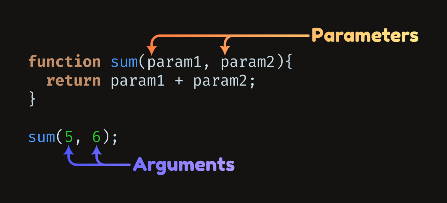 Parameters
function sum(param1, param2){
  return param1 + param2;
}
sum(5, 6);
Arguments